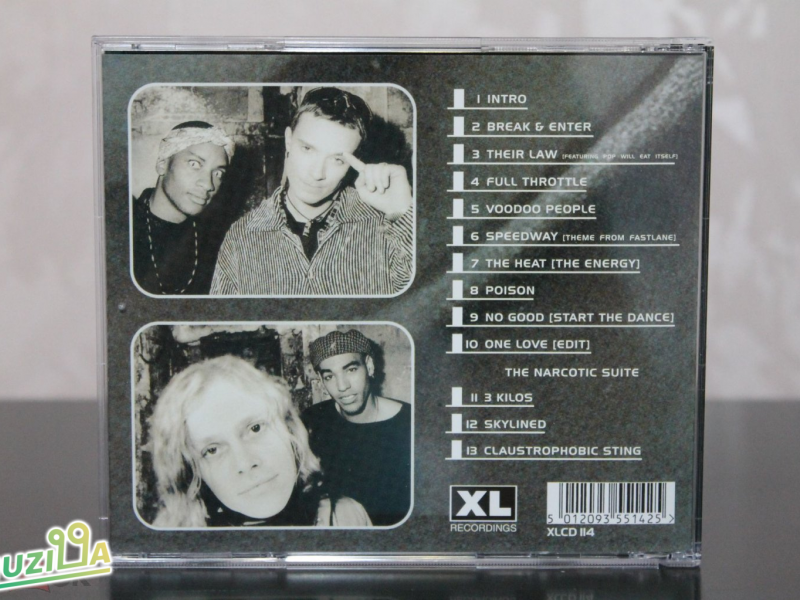 1 INTRO
2 BREAK & ENTER
3 THEIR LAW [FEATURING POP WILL EAT ITSELF]
4 FULL THROTTLE
5 VOODOO PEOPLE
6 SPEEDWAY [THEME FROM FASTLANE]
7 THE HEAT [THE ENERGY]
8 POISON
9 NO GOOD [START THE DANCE]
10 ONE LOVE [EDIT]
THE NARCOTIC SUITE
11 3 KILOS
12 SKYLINED
13 CLAUSTROPHOBIC STING
XL
RECORDINGS
5 012093 551425 >
XLCD 114
UZILLA